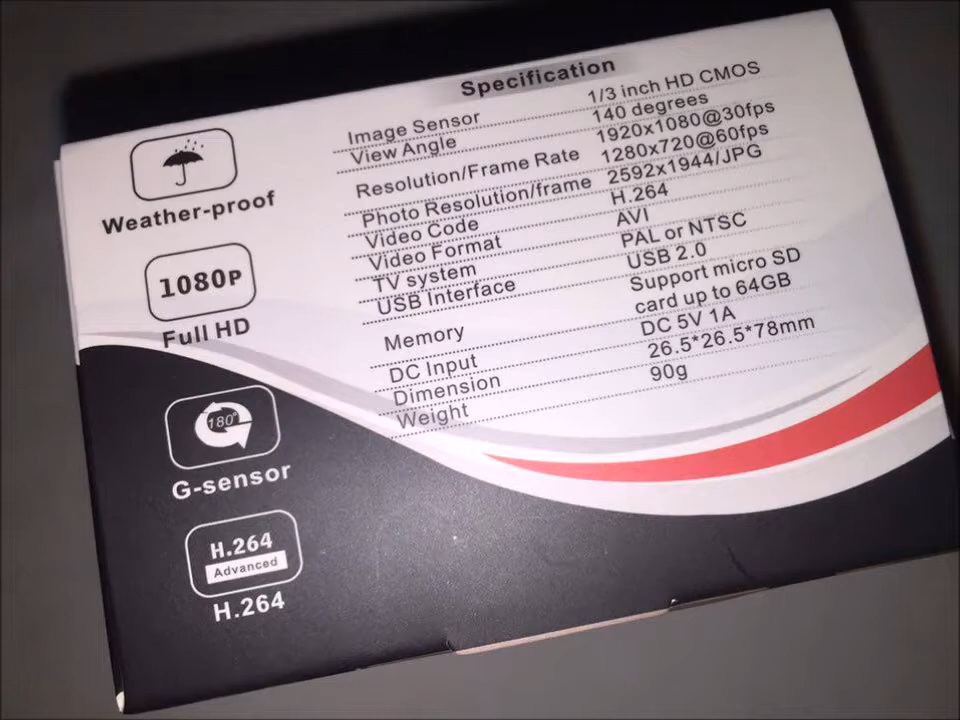 Specification
Image Sensor 1/3 inch HD CMOS
View Angle 140 degrees
Resolution/Frame Rate 1920x1080@30fps
1280x720@60fps
Photo Resolution/frame 2592x1944/JPG
Video Code H.264
Video Format AVI
TV system PAL or NTSC
USB Interface USB 2.0
Memory Support micro SD
card up to 64GB
DC Input DC 5V 1A
Dimension 26.5*26.5*78mm
Weight 90g
Weather-proof
1080P
Full HD
180°
G-sensor
H.264
Advanced
H.264